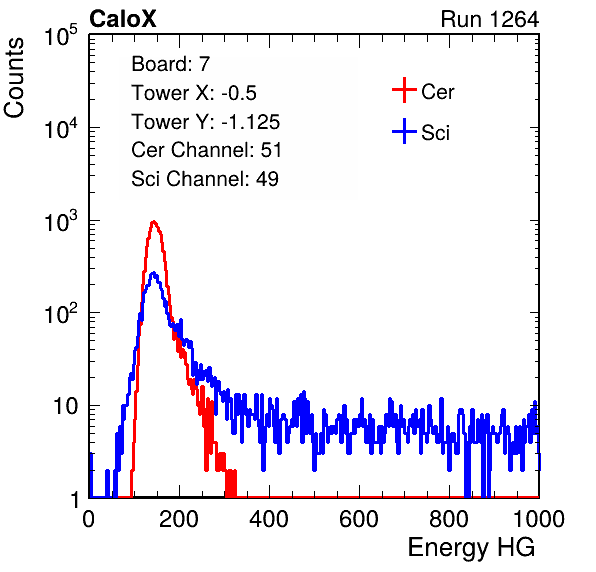 CaloX Run 1264
Counts
10^5
10^4
10^3
10^2
10
1
Board: 7
Tower X: -0.5
Tower Y: -1.125
Cer Channel: 51
Sci Channel: 49
Cer
Sci
0 200 400 600 800 1000
Energy HG